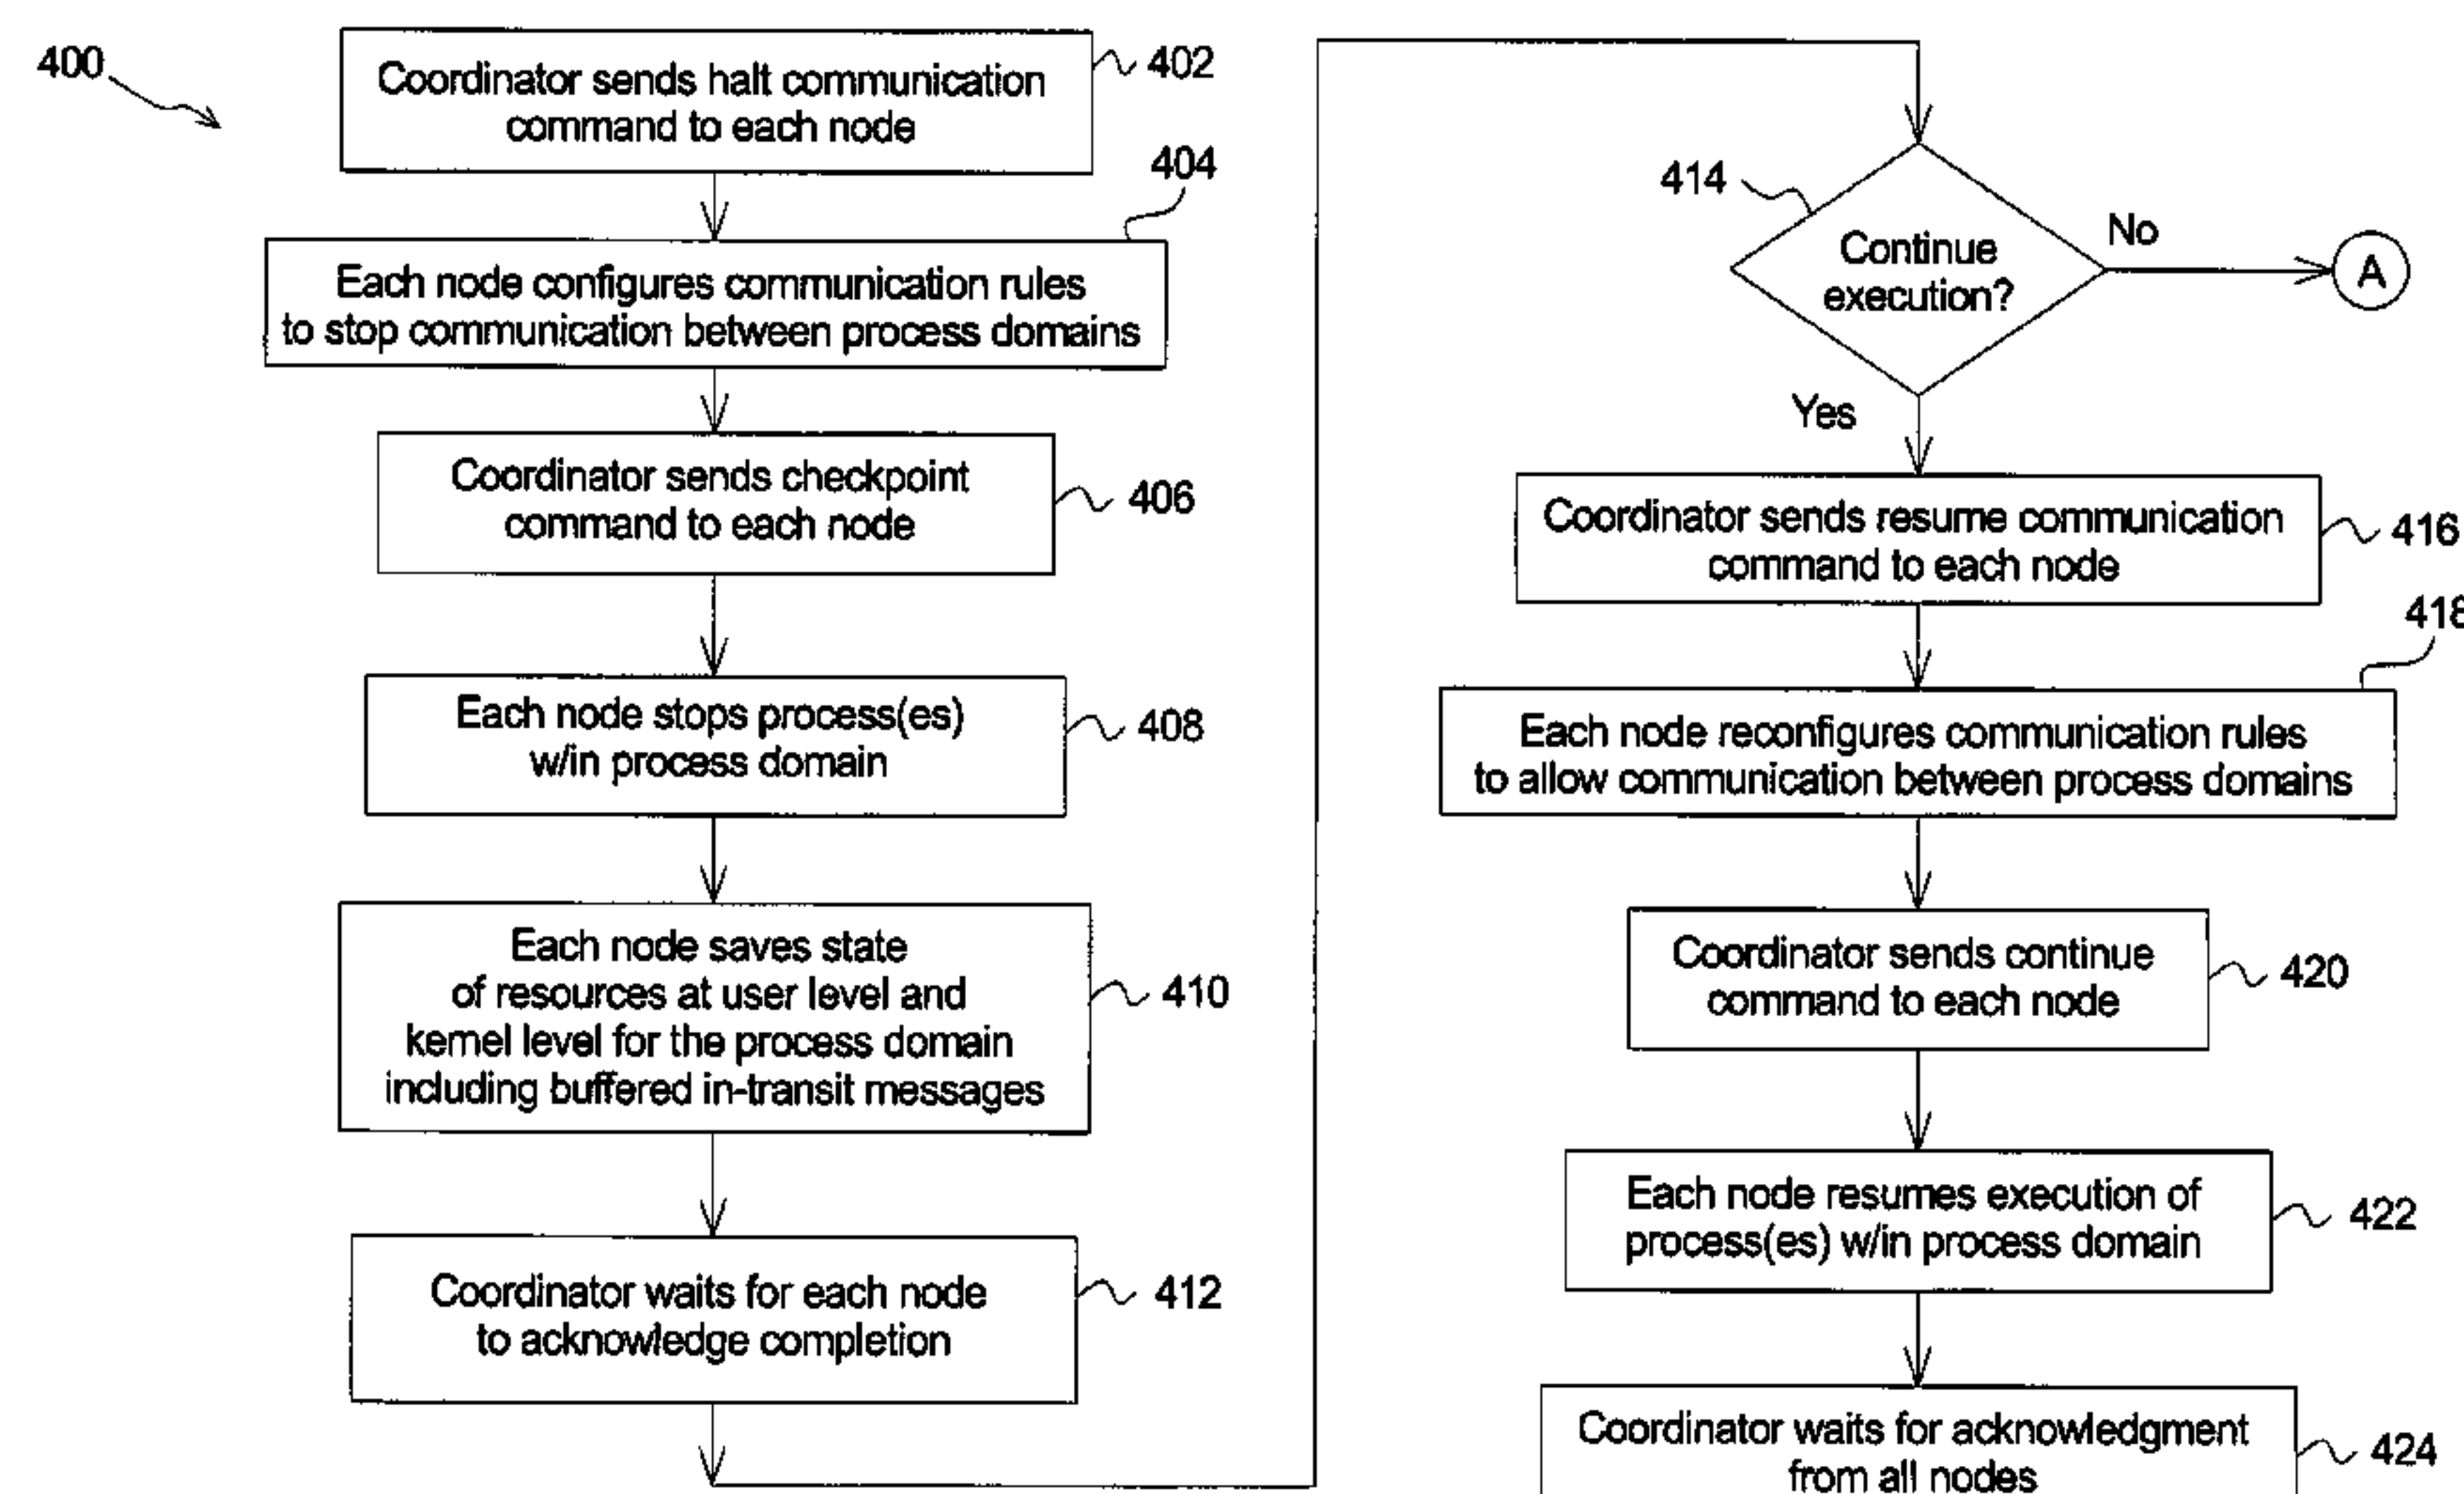 400
Coordinator sends halt communication
command to each node
402
404
Each node configures communication rules
to stop communication between process domains
Coordinator sends checkpoint
command to each node
406
Each node stops process(es)
w/in process domain
408
Each node saves state
of resources at user level and
kernel level for the process domain
including buffered in-transit messages
410
Coordinator waits for each node
to acknowledge completion
412
414
Continue
execution?
No
A
Yes
Coordinator sends resume communication
command to each node
416
418
Each node reconfigures communication rules
to allow communication between process domains
Coordinator sends continue
command to each node
420
Each node resumes execution of
process(es) w/in process domain
422
Coordinator waits for acknowledgment
from all nodes
424